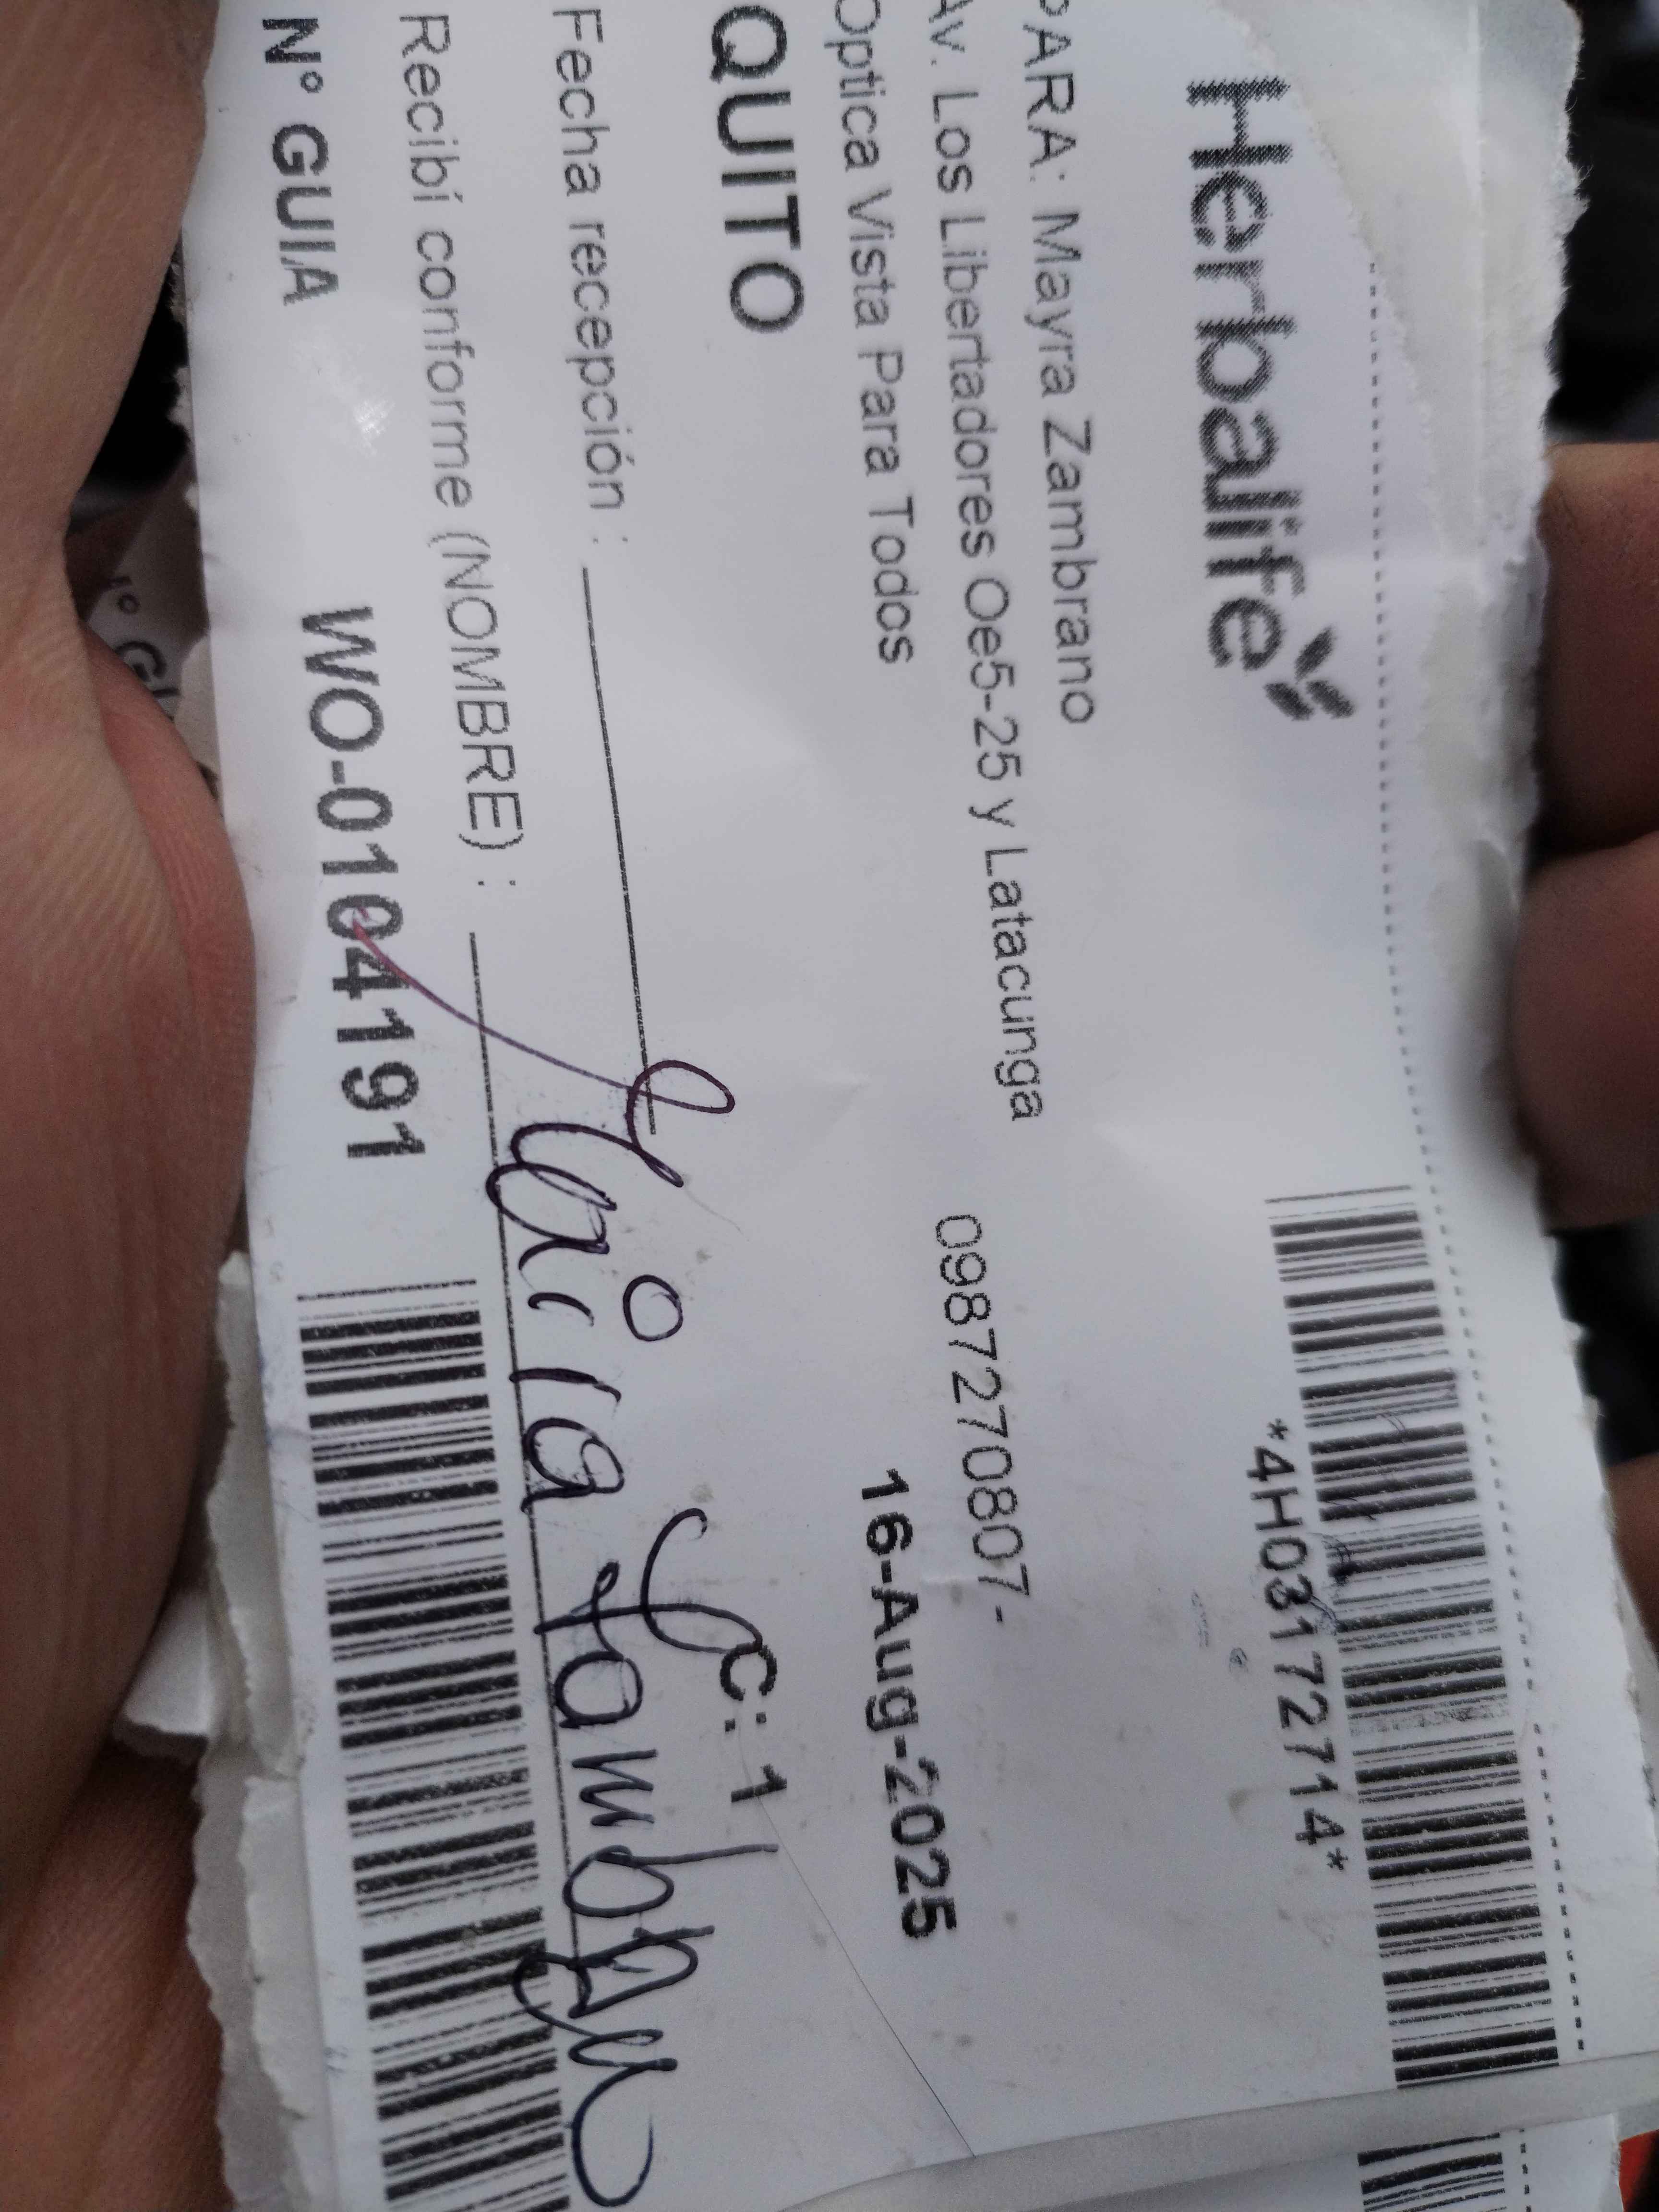 Herbalife
*4H03172714*
PARA: Mayra Zambrano
Av. Los Libertadores Oe5-25 y Latacunga 0987270807-
Optica Vista Para Todos 16-Aug-2025
QUITO C: 1
Fecha recepción :
Recibí conforme (NOMBRE) :
N° GUIA WO-0104191